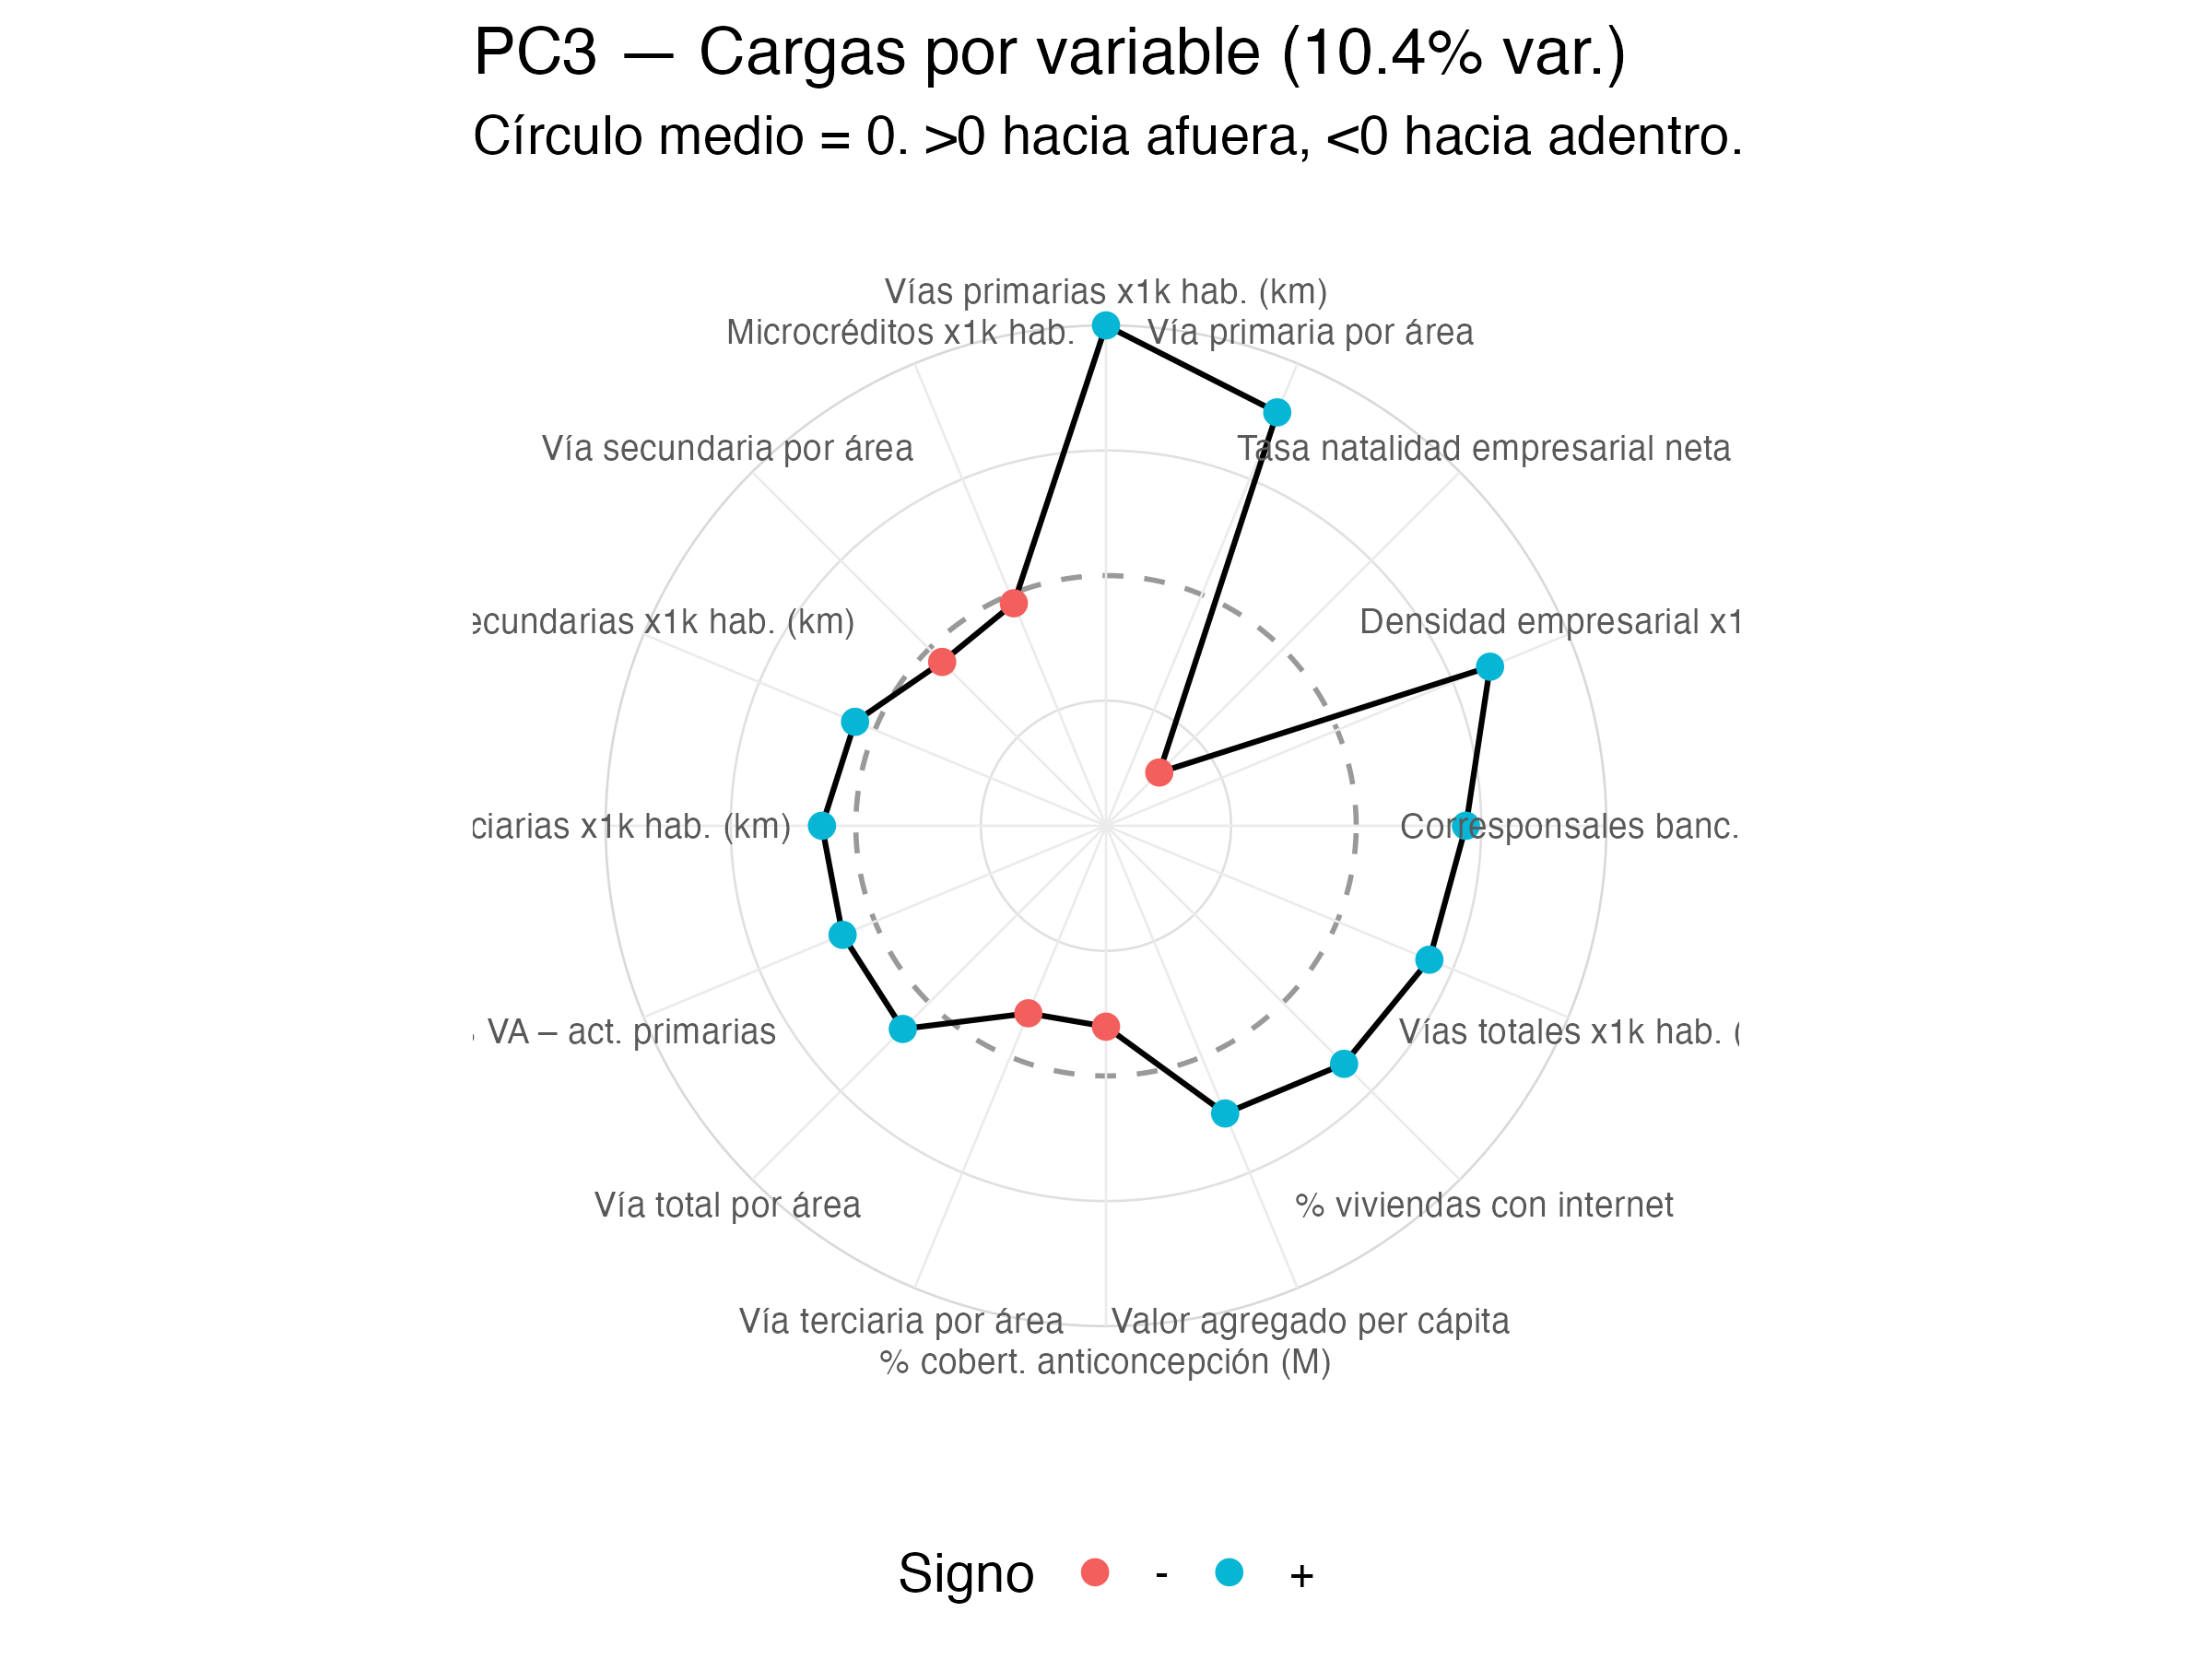 PC3 — Cargas por variable (10.4% var.)
Círculo medio = 0. >0 hacia afuera, <0 hacia adentro.
Vías primarias x1k hab. (km)
Microcréditos x1k hab.
Vía primaria por área
Vía secundaria por área
Tasa natalidad empresarial neta
ecundarias x1k hab. (km)
Densidad empresarial x1
ciarias x1k hab. (km)
Corresponsales banc.
VA – act. primarias
Vías totales x1k hab. (
Vía total por área
% viviendas con internet
Vía terciaria por área
Valor agregado per cápita
% cobert. anticoncepción (M)
Signo - +